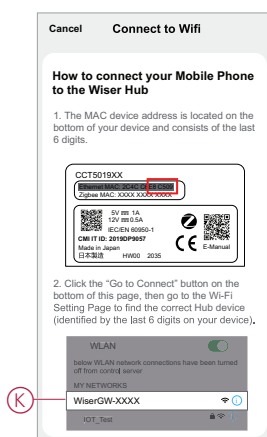 Cancel Connect to Wifi
How to connect your Mobile Phone
to the Wiser Hub
1. The MAC device address is located on the
bottom of your device and consists of the last
6 digits.
CCT5019XX
Ethernet MAC: 2C4C C6E8 C509
Zigbee MAC: XXXX XXXX XXXX XXXX
5V 1A
12V 0.5A
IEC/EN 60950-1
CMI IT ID: 2019DP9057
Made in Japan
日本製造 HW00 2035
CE
E-Manual
2. Click the “Go to Connect” button on the
bottom of this page, then go to the Wi-Fi
Setting Page to find the correct Hub device
(identified by the last 6 digits on your device).
WLAN
below WLAN network connections have been turned
off from control server
MY NETWORKS
K
WiserGW-XXXX
IOT_Test